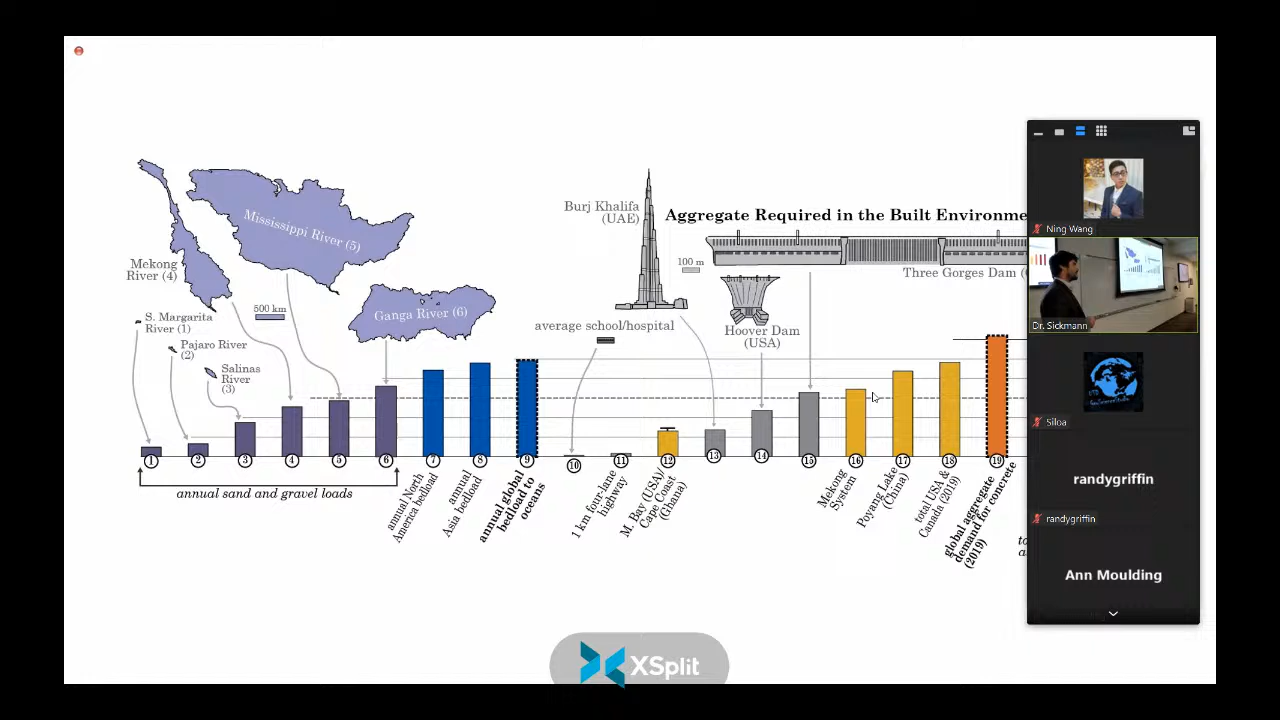 Mississippi River (5)
Mekong
River (4)
500 km
Ganga River (6)
S. Margarita
River (1)
Pajaro River
(2)
Salinas
River
(3)
Burj Khalifa
(UAE)
Aggregate Required in the Built Environme
100 m
Three Gorges Dam (
Hoover Dam
(USA)
average school/hospital
1
2
3
4
5
6
7
8
9
10
11
12
13
14
15
16
17
18
19
annual sand and gravel loads
annual North
America bedload
annual
Asia bedload
annual global
bedload to
oceans
1 km four-lane
highway
M. Bay (USA)/
Cape Coast
(Ghana)
Mekong
System
Poyang Lake
(China)
total USA &
Canada (2019)
global aggregate
demand for concrete
(2019)
Ning Wang
Dr. Sickmann
Siloa
randygriffin
randygriffin
Ann Moulding
XSplit